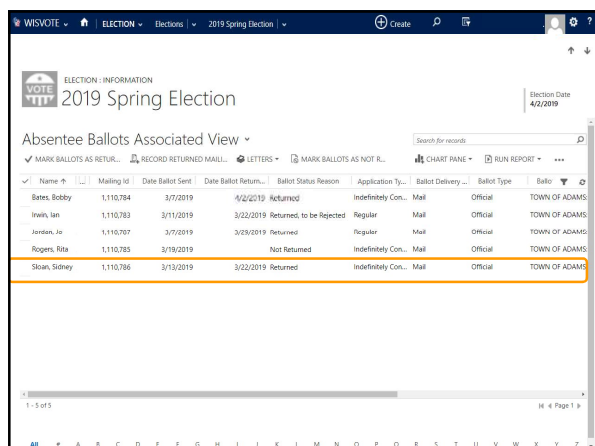 WISVOTE ELECTION Elections 2019 Spring Election Create ?
ELECTION : INFORMATION
VOTE
2019 Spring Election
Election Date
4/2/2019
Absentee Ballots Associated View
Search for records
MARK BALLOTS AS RETUR... RECORD RETURNED MAILI... LETTERS MARK BALLOTS AS NOT R... CHART PANE RUN REPORT ...
Name ... Mailing Id Date Ballot Sent Date Ballot Return... Ballot Status Reason Application Ty... Ballot Delivery ... Ballot Type Ballo
Bates, Bobby 1,110,784 3/7/2019 4/2/2019 Returned Indefinitely Con... Mail Official TOWN OF ADAMS
Irwin, Ian 1,110,783 3/11/2019 3/22/2019 Returned, to be Rejected Regular Mail Official TOWN OF ADAMS
Jordan, Jo 1,110,707 3/7/2019 3/29/2019 Returned Regular Mail Official TOWN OF ADAMS
Rogers, Rita 1,110,785 3/19/2019 Not Returned Indefinitely Con... Mail Official TOWN OF ADAMS
Sloan, Sidney 1,110,786 3/13/2019 3/22/2019 Returned Indefinitely Con... Mail Official TOWN OF ADAMS
1 - 5 of 5 Page 1
All # A B C D E F G H I J K L M N O P Q R S T U V W X Y Z